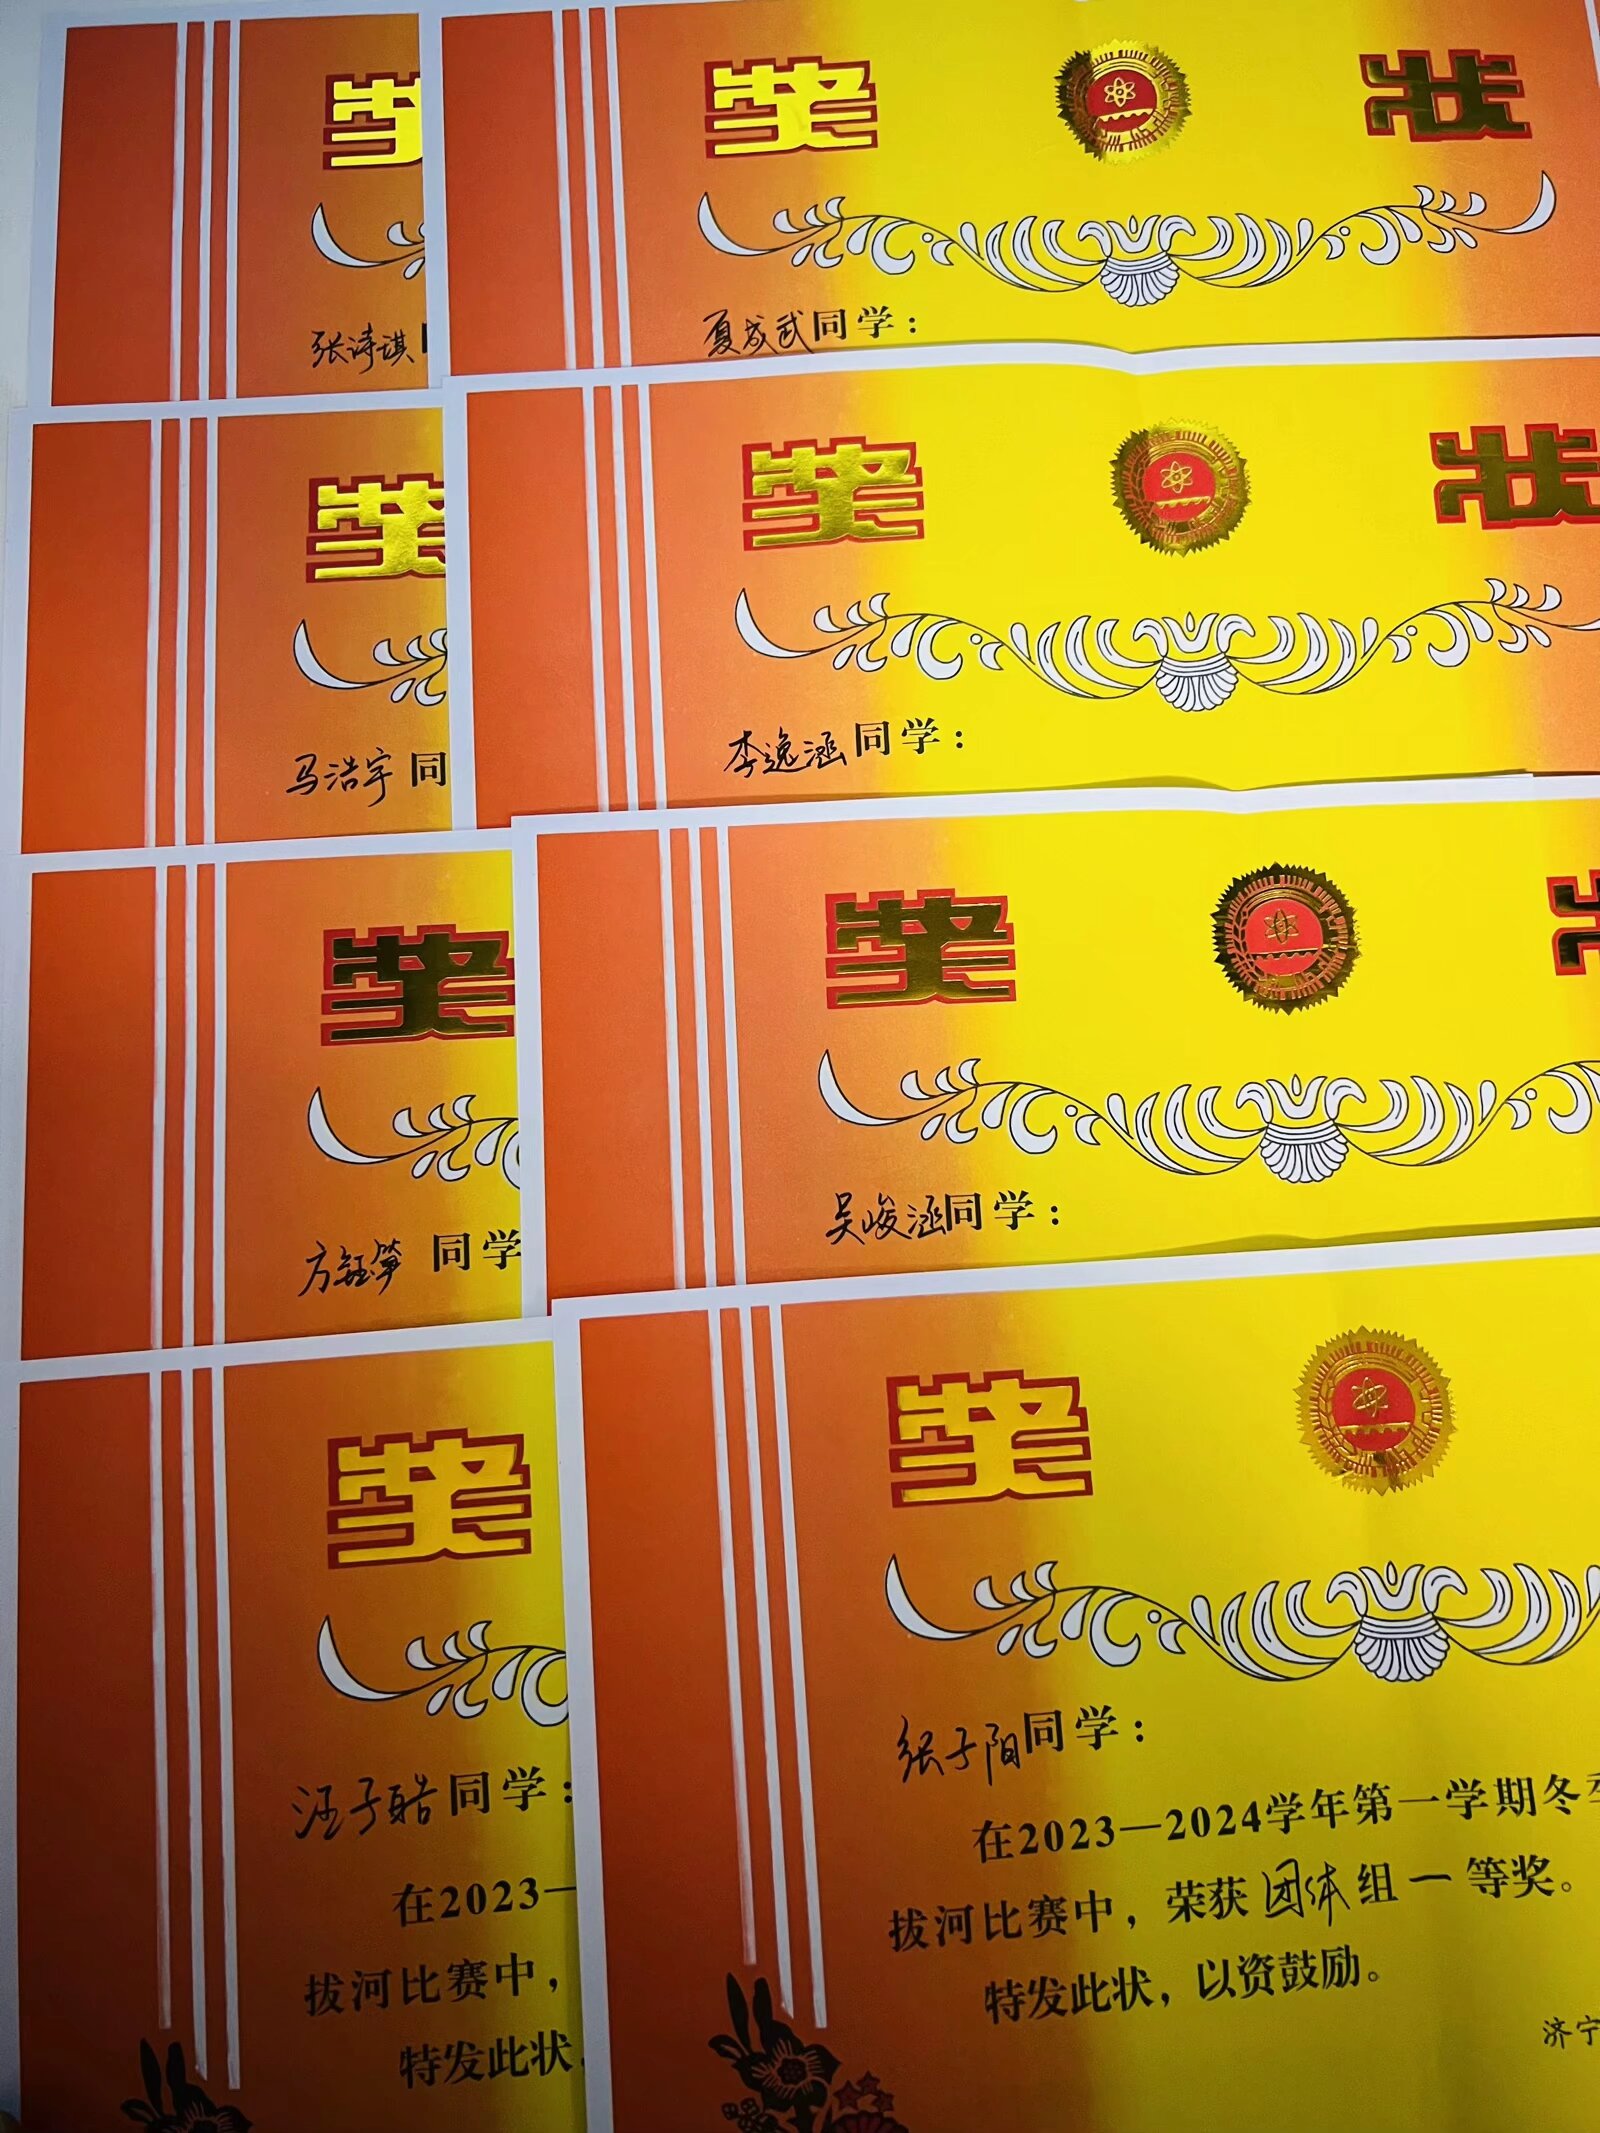 奖
张诗琪
奖 状
夏成武同学：
奖
马浩宇 同
奖 状
李逸涵同学：
奖
方钰筝 同学
奖
吴峻涵同学：
奖
汪子皓同学：
在2023—
拔河比赛中，
特发此状
奖
张子阳同学：
在2023—2024学年第一学期冬季
拔河比赛中，荣获 团体 组 一 等奖。
特发此状，以资鼓励。
济宁